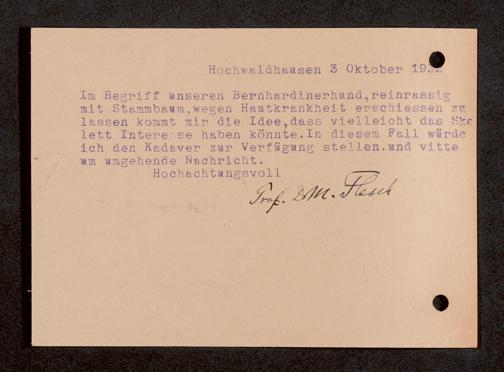 Hochwaldhausen 3 Oktober 1932
Im Begriff unseren Bernhardinerhund,reinrassig
mit Stammbaum,wegen Hautkrankheit erschiessen zu
lassen kommt mir die Idee,dass vielleicht das Ske
lett Interesse haben könnte.In diesem Fall würde
ich den Kadaver zur Verfügung stellen.und vitte
um umgehende Nachricht.
Hochachtungsvoll
Prof. Dr M. Flesch